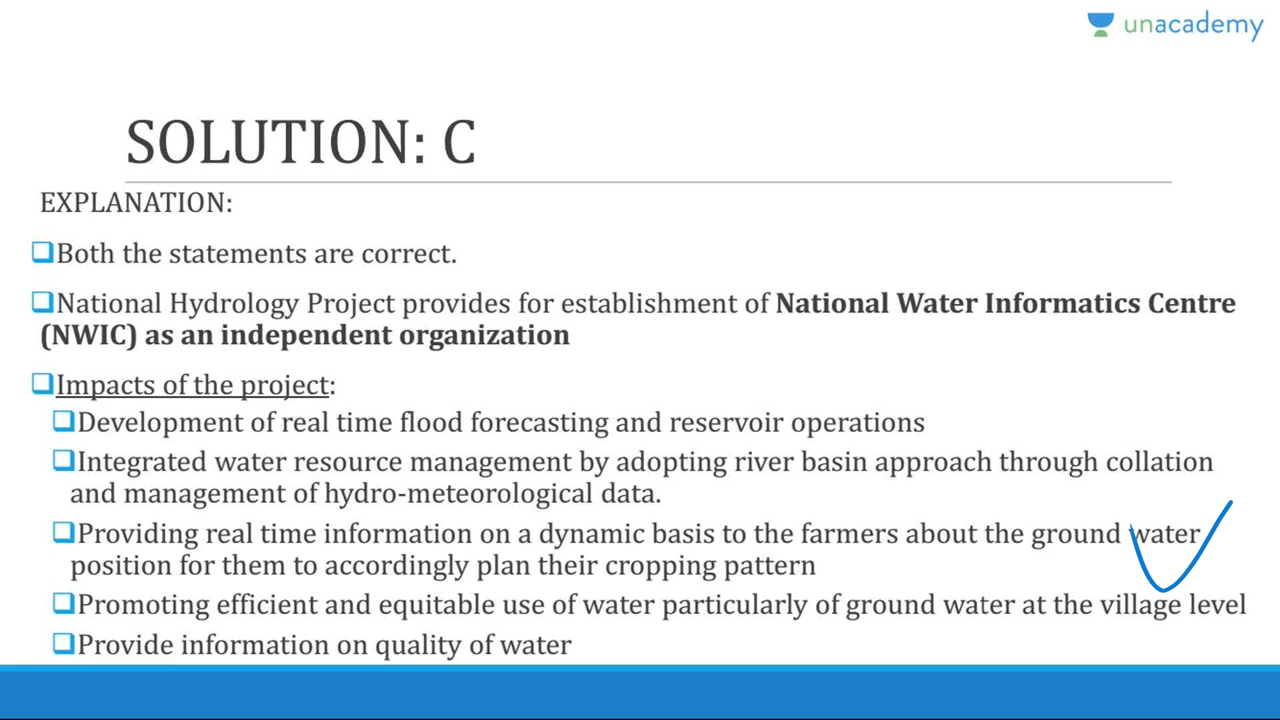 unacademy
SOLUTION: C
EXPLANATION:
Both the statements are correct.
National Hydrology Project provides for establishment of National Water Informatics Centre
(NWIC) as an independent organization
Impacts of the project:
Development of real time flood forecasting and reservoir operations
Integrated water resource management by adopting river basin approach through collation
and management of hydro-meteorological data.
Providing real time information on a dynamic basis to the farmers about the ground water
position for them to accordingly plan their cropping pattern
Promoting efficient and equitable use of water particularly of ground water at the village level
Provide information on quality of water